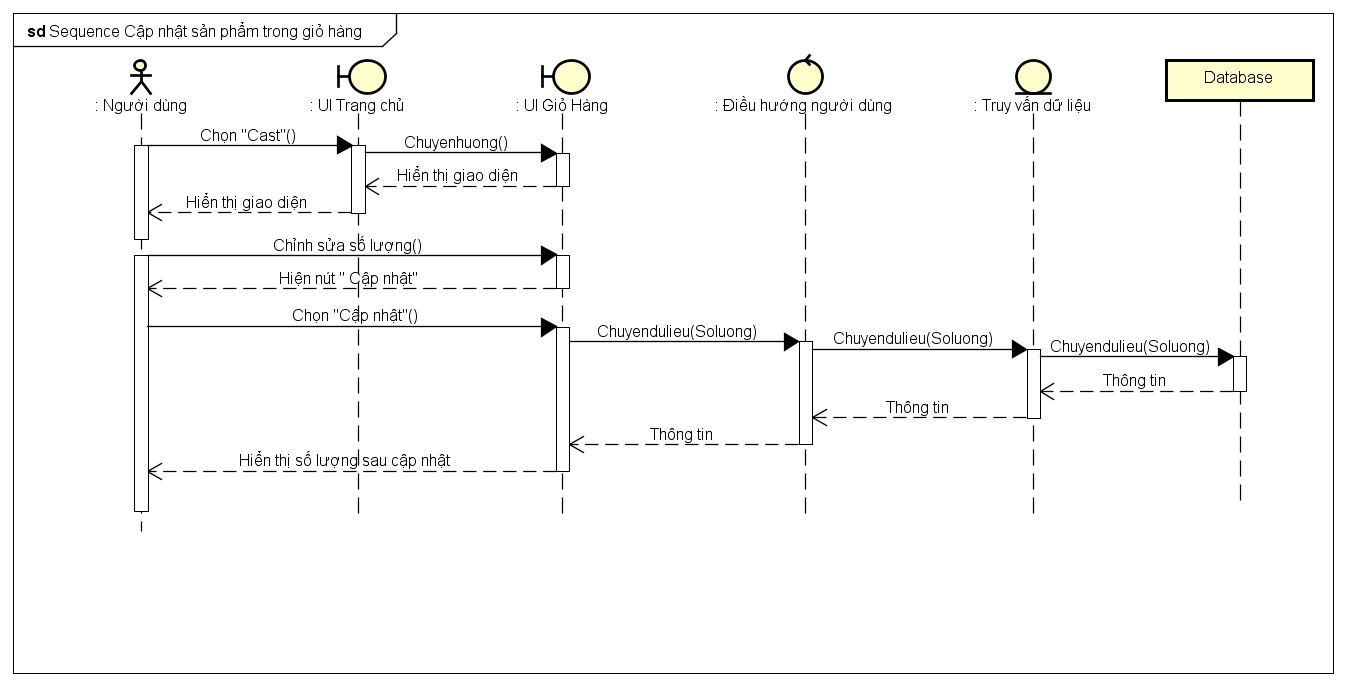 sd Sequence Cập nhật sản phẩm trong giỏ hàng
: Người dùng
: UI Trang chủ
: UI Giỏ Hàng
: Điều hướng người dùng
: Truy vấn dữ liệu
Database
Chọn "Cast"()
Chuyenhuong()
Hiển thị giao diện
Hiển thị giao diện
Chỉnh sửa số lượng()
Hiện nút " Cập nhật"
Chọn "Cập nhật"()
Chuyendulieu(Soluong)
Chuyendulieu(Soluong)
Chuyendulieu(Soluong)
Thông tin
Thông tin
Thông tin
Hiển thị số lượng sau cập nhật